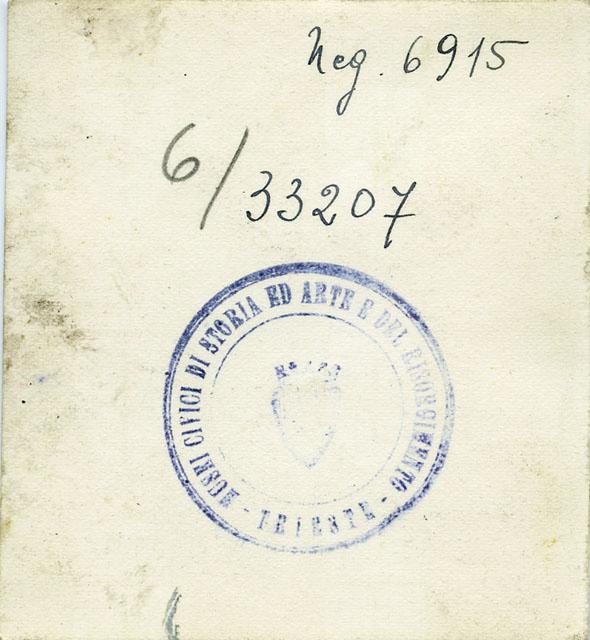 Neg. 6915
6/33207
MUSEI CIVICI DI STORIA ED ARTE E DEL RISORGIMENTO
- TRIESTE -